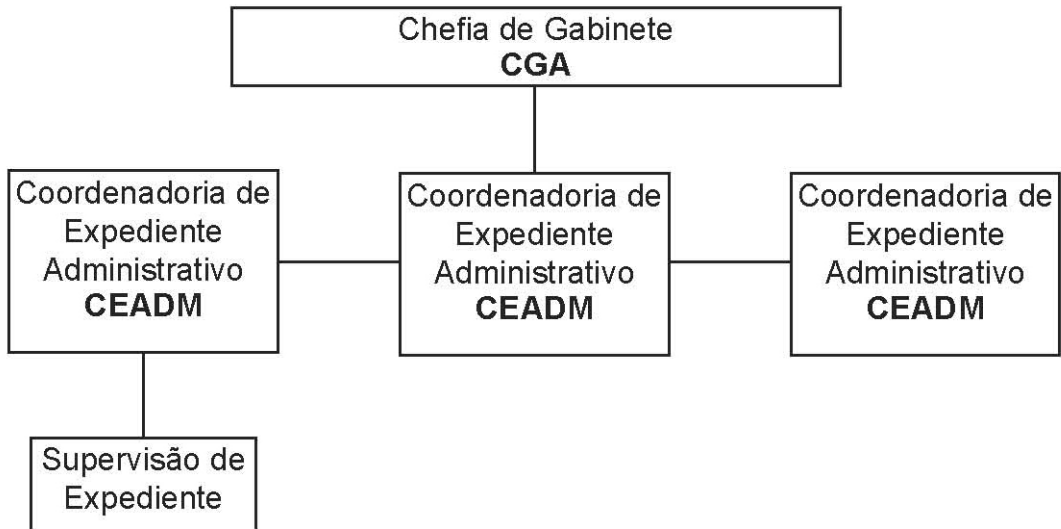 Chefia de Gabinete
CGA
Coordenadoria de
Expediente
Administrativo
CEADM
Coordenadoria de
Expediente
Administrativo
CEADM
Coordenadoria de
Expediente
Administrativo
CEADM
Supervisão de
Expediente